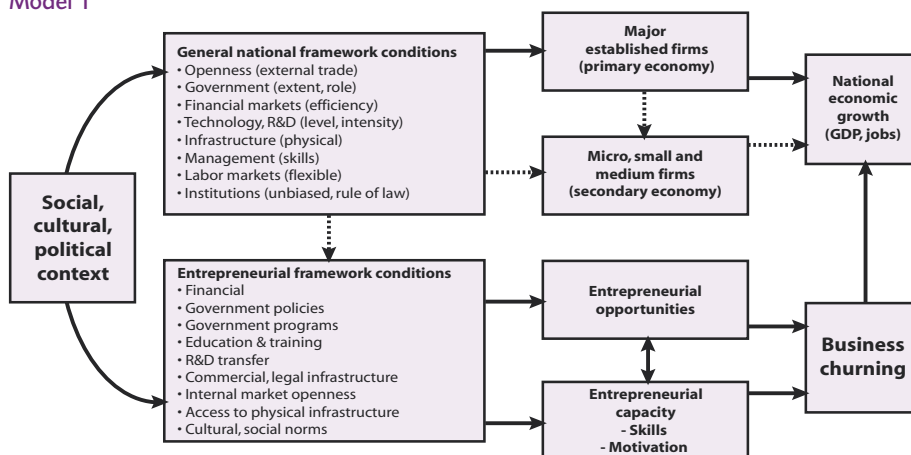 Model 1
Social,
cultural,
political
context
General national framework conditions
• Openness (external trade)
• Government (extent, role)
• Financial markets (efficiency)
• Technology, R&D (level, intensity)
• Infrastructure (physical)
• Management (skills)
• Labor markets (flexible)
• Institutions (unbiased, rule of law)
Major
established firms
(primary economy)
Micro, small and
medium firms
(secondary economy)
National
economic
growth
(GDP, jobs)
Entrepreneurial framework conditions
• Financial
• Government policies
• Government programs
• Education & training
• R&D transfer
• Commercial, legal infrastructure
• Internal market openness
• Access to physical infrastructure
• Cultural, social norms
Entrepreneurial
opportunities
Entrepreneurial
capacity
- Skills
- Motivation
Business
churning